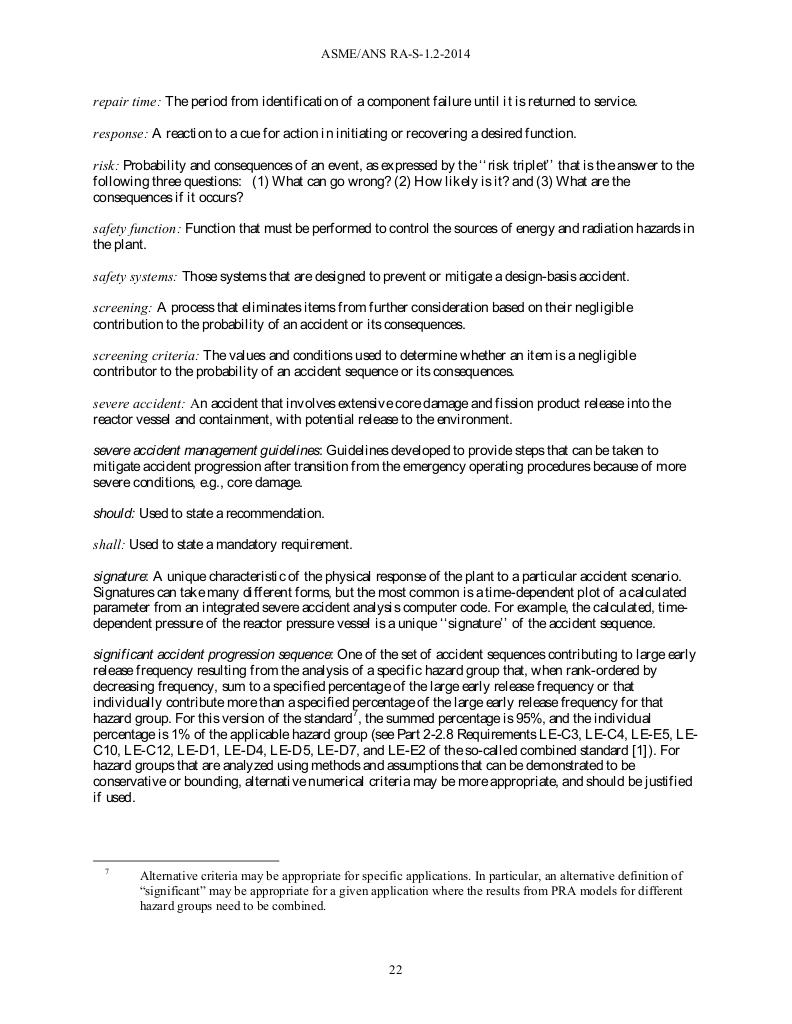 ASME/ANS RA-S-1.2-2014
repair time: The period from identification of a component failure until it is returned to service.
response: A reaction to a cue for action in initiating or recovering a desired function.
risk: Probability and consequences of an event, as expressed by the ‘‘risk triplet’’ that is the answer to the
following three questions: (1) What can go wrong? (2) How likely is it? and (3) What are the
consequences if it occurs?
safety function: Function that must be performed to control the sources of energy and radiation hazards in
the plant.
safety systems: Those systems that are designed to prevent or mitigate a design-basis accident.
screening: A process that eliminates items from further consideration based on their negligible
contribution to the probability of an accident or its consequences.
screening criteria: The values and conditions used to determine whether an item is a negligible
contributor to the probability of an accident sequence or its consequences.
severe accident: An accident that involves extensive core damage and fission product release into the
reactor vessel and containment, with potential release to the environment.
severe accident management guidelines: Guidelines developed to provide steps that can be taken to
mitigate accident progression after transition from the emergency operating procedures because of more
severe conditions, e.g., core damage.
should: Used to state a recommendation.
shall: Used to state a mandatory requirement.
signature: A unique characteristic of the physical response of the plant to a particular accident scenario.
Signatures can take many different forms, but the most common is a time-dependent plot of a calculated
parameter from an integrated severe accident analysis computer code. For example, the calculated, time-
dependent pressure of the reactor pressure vessel is a unique ‘‘signature’’ of the accident sequence.
significant accident progression sequence: One of the set of accident sequences contributing to large early
release frequency resulting from the analysis of a specific hazard group that, when rank-ordered by
decreasing frequency, sum to a specified percentage of the large early release frequency or that
individually contribute more than a specified percentage of the large early release frequency for that
hazard group. For this version of the standard7, the summed percentage is 95%, and the individual
percentage is 1% of the applicable hazard group (see Part 2-2.8 Requirements LE-C3, LE-C4, LE-E5, LE-
C10, LE-C12, LE-D1, LE-D4, LE-D5, LE-D7, and LE-E2 of the so-called combined standard [1]). For
hazard groups that are analyzed using methods and assumptions that can be demonstrated to be
conservative or bounding, alternative numerical criteria may be more appropriate, and should be justified
if used.
7 Alternative criteria may be appropriate for specific applications. In particular, an alternative definition of
“significant” may be appropriate for a given application where the results from PRA models for different
hazard groups need to be combined.
22